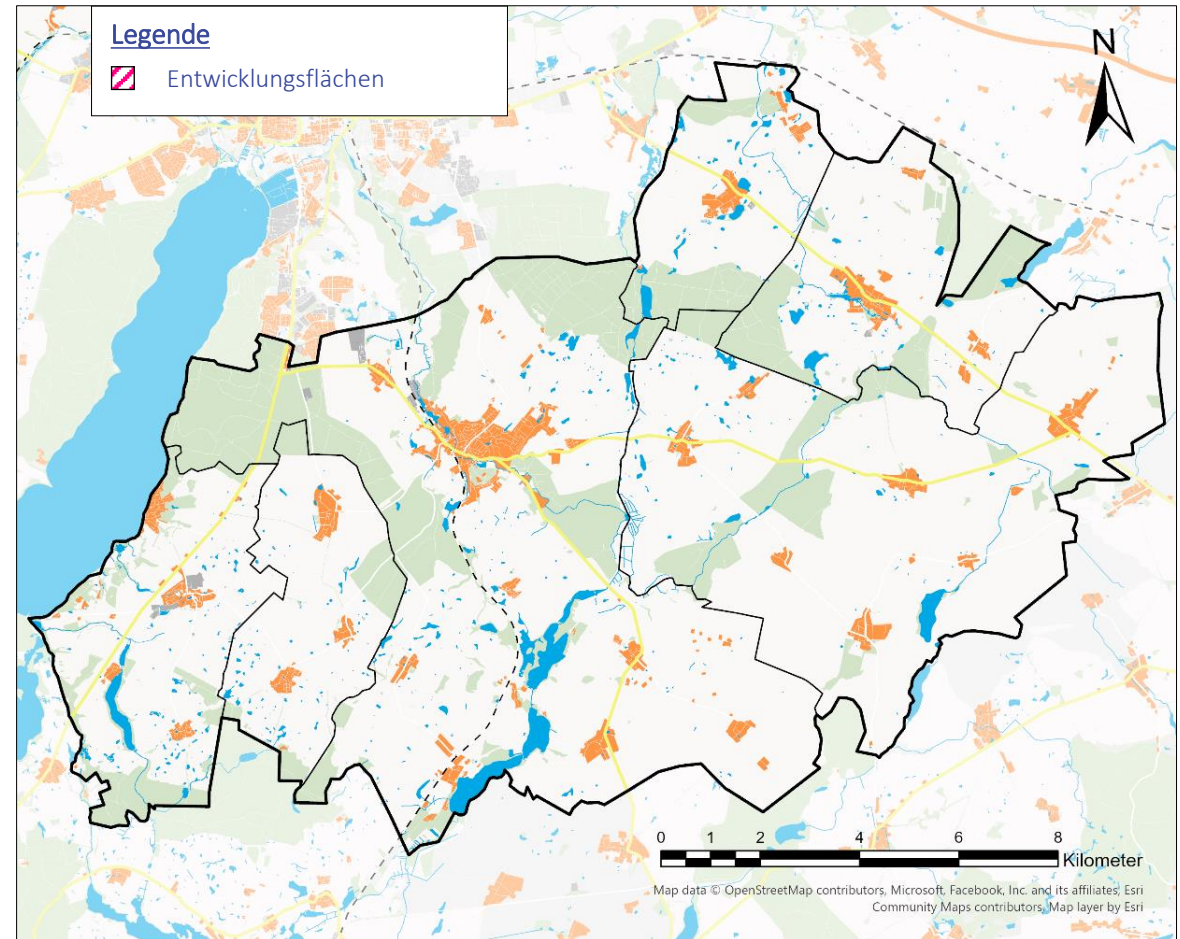 Legende
Entwicklungsflächen
N
0 1 2 4 6 8
Kilometer
Map data © OpenStreetMap contributors, Microsoft, Facebook, Inc. and its affiliates, Esri
Community Maps contributors, Map layer by Esri